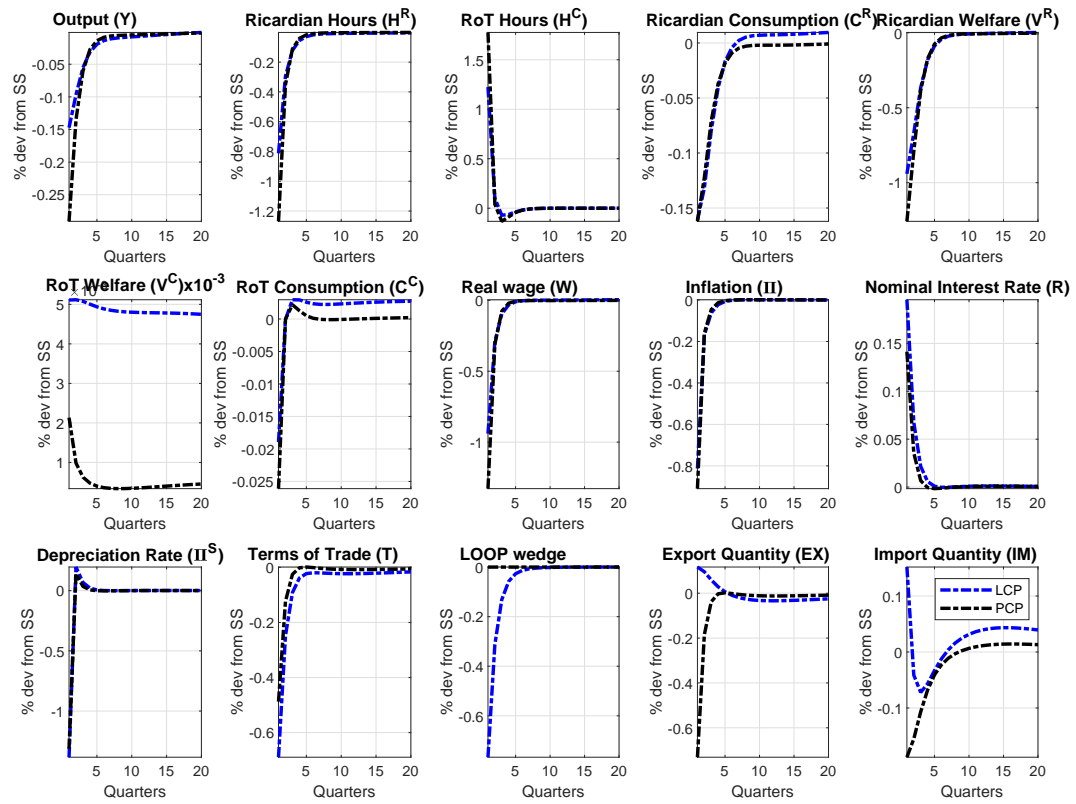 Output (Y)
% dev from SS
-0.05
-0.1
-0.15
-0.2
-0.25
5 10 15 20
Quarters
Ricardian Hours (H^R)
% dev from SS
-0.2
-0.4
-0.6
-0.8
-1
-1.2
5 10 15 20
Quarters
RoT Hours (H^C)
% dev from SS
1.5
1
0.5
0
5 10 15 20
Quarters
Ricardian Consumption (C^R)
% dev from SS
0
-0.05
-0.1
-0.15
5 10 15 20
Quarters
Ricardian Welfare (V^R)
% dev from SS
0
-0.5
-1
5 10 15 20
Quarters
RoT Welfare (V^C)x10^-3
% dev from SS
5
4
3
2
1
5 10 15 20
Quarters
RoT Consumption (C^C)
% dev from SS
0
-0.005
-0.01
-0.015
-0.02
-0.025
5 10 15 20
Quarters
Real wage (W)
% dev from SS
0
-0.5
-1
5 10 15 20
Quarters
Inflation (Π)
% dev from SS
0
-0.2
-0.4
-0.6
-0.8
5 10 15 20
Quarters
Nominal Interest Rate (R)
% dev from SS
0.15
0.1
0.05
0
5 10 15 20
Quarters
Depreciation Rate (Π^S)
% dev from SS
0
-0.5
-1
5 10 15 20
Quarters
Terms of Trade (T)
% dev from SS
0
-0.2
-0.4
-0.6
5 10 15 20
Quarters
LOOP wedge
% dev from SS
0
-0.2
-0.4
-0.6
5 10 15 20
Quarters
Export Quantity (EX)
% dev from SS
0
-0.2
-0.4
-0.6
5 10 15 20
Quarters
Import Quantity (IM)
% dev from SS
0.1
0
-0.1
LCP
PCP
5 10 15 20
Quarters